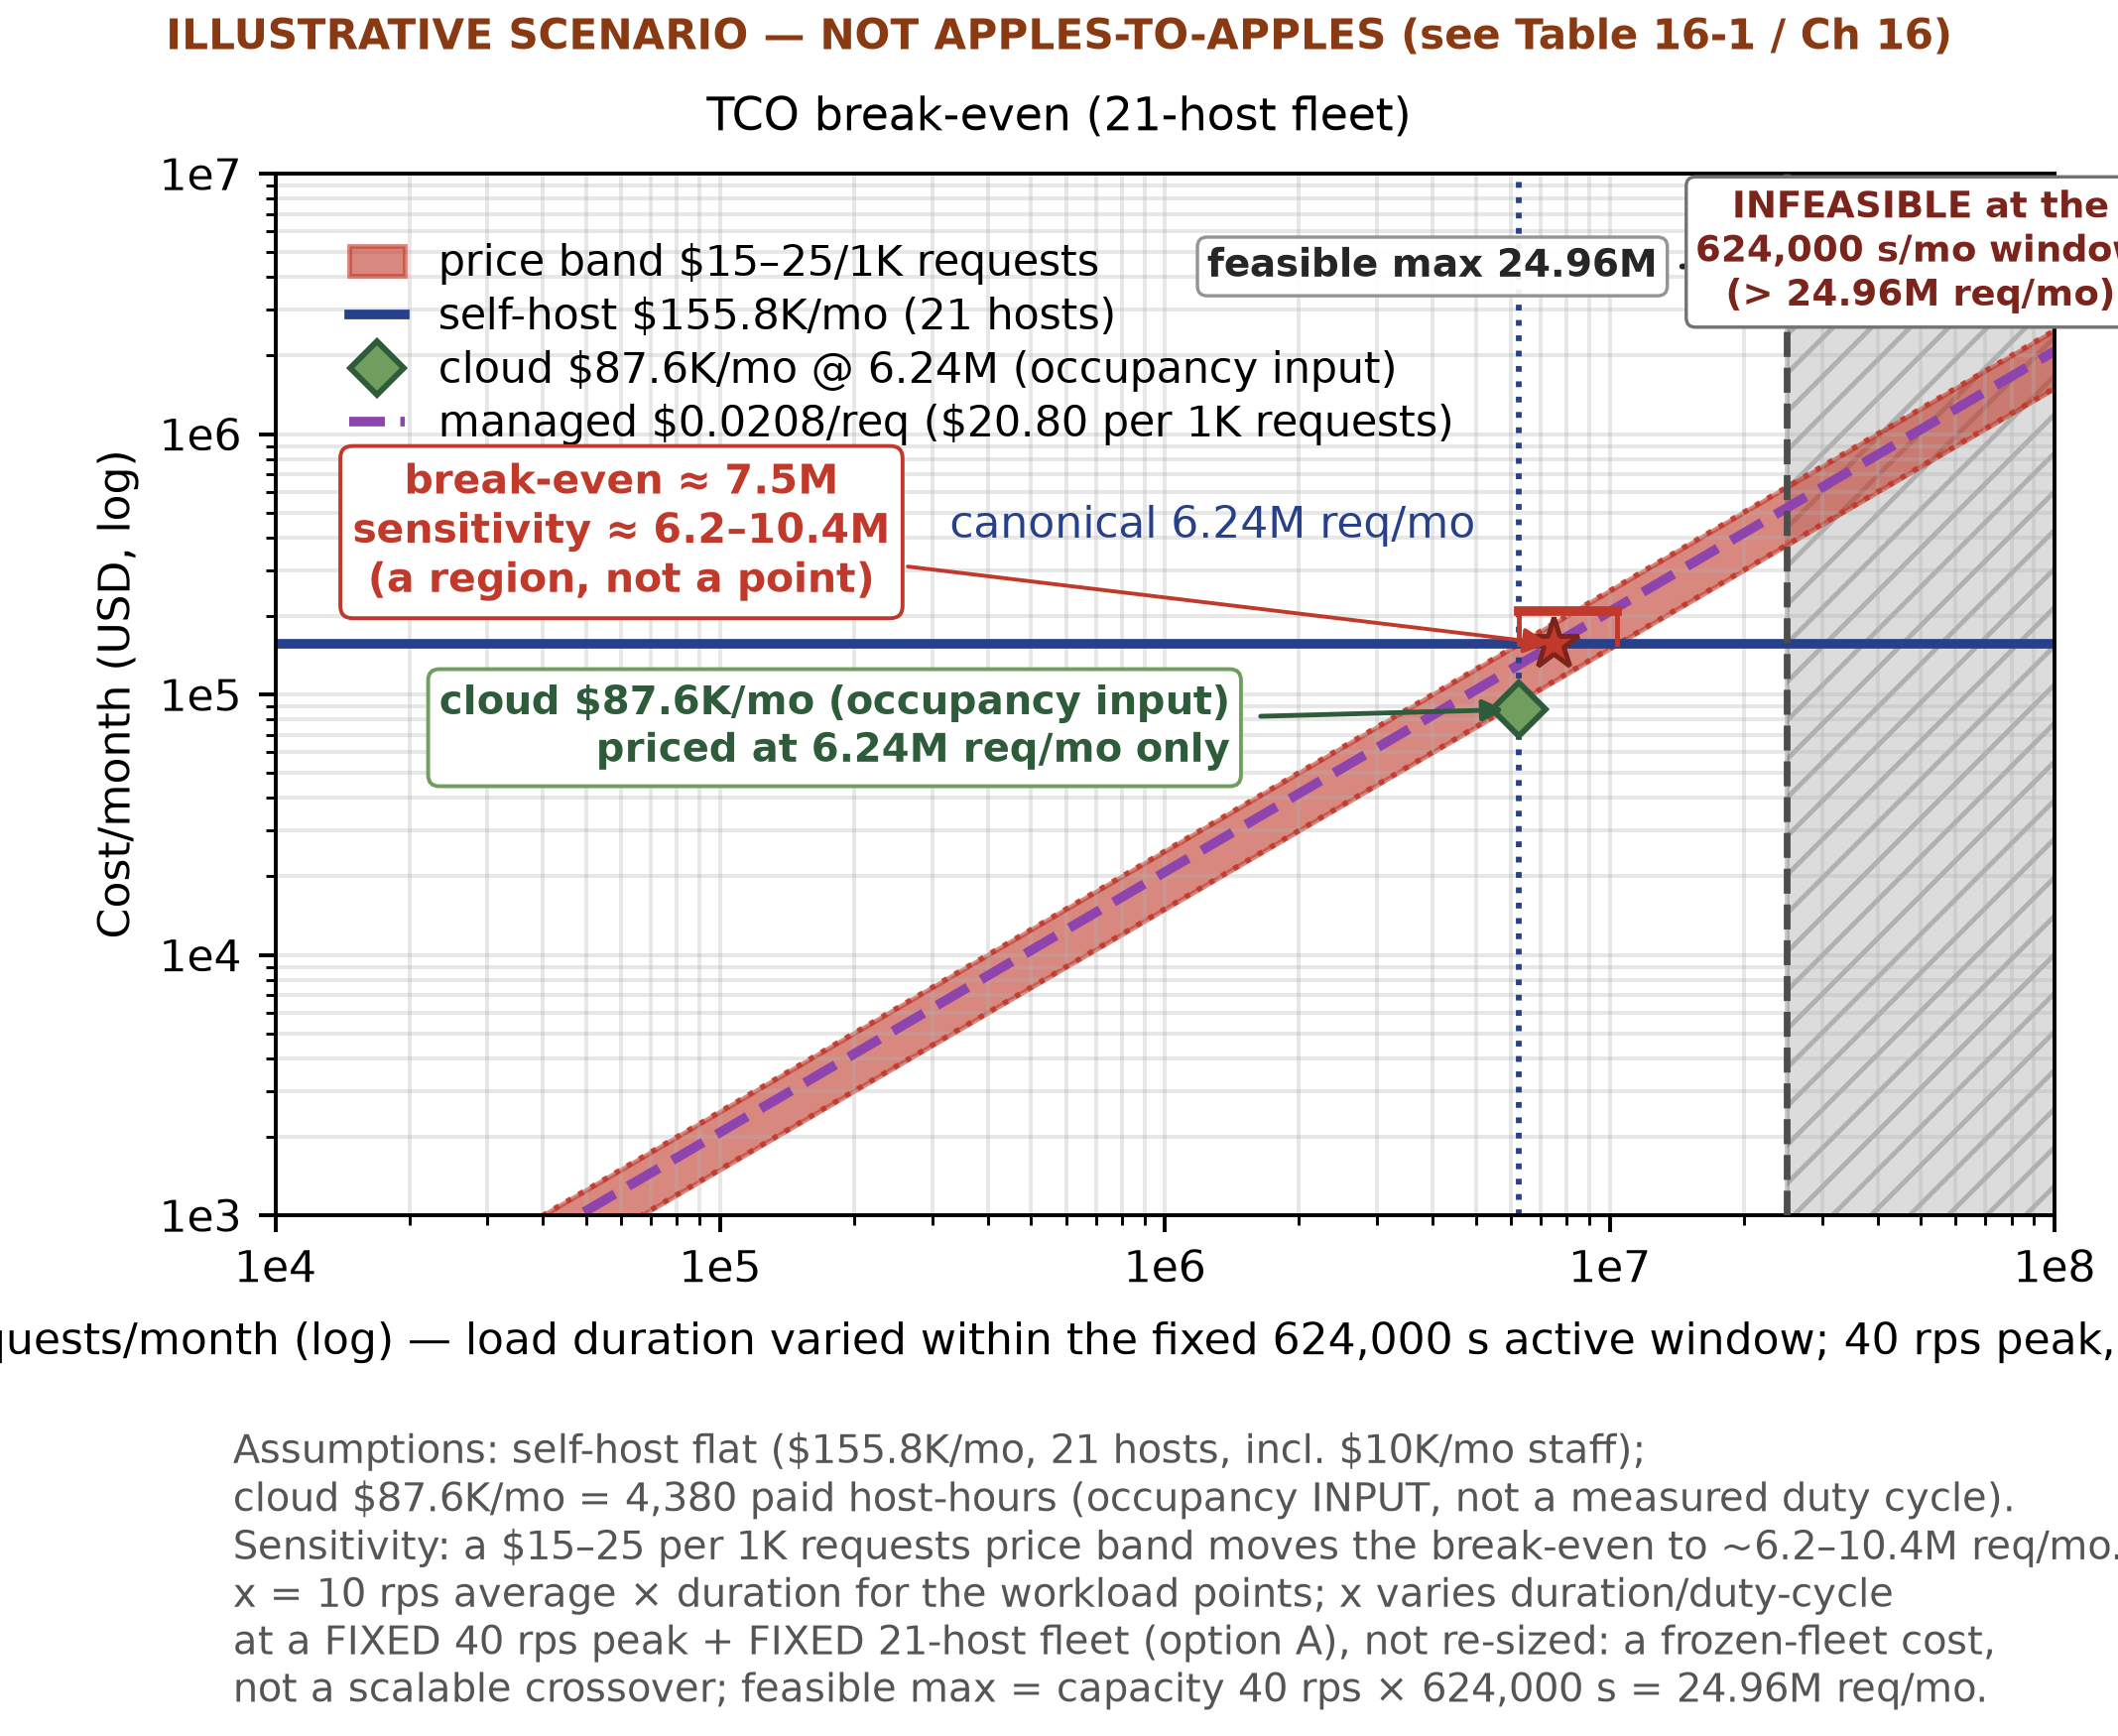 ILLUSTRATIVE SCENARIO — NOT APPLES-TO-APPLES (see Table 16-1 / Ch 16)
TCO break-even (21-host fleet)
1e7
1e6
1e5
1e4
1e3
Cost/month (USD, log)
price band $15–25/1K requests
self-host $155.8K/mo (21 hosts)
cloud $87.6K/mo @ 6.24M (occupancy input)
managed $0.0208/req ($20.80 per 1K requests)
feasible max 24.96M
INFEASIBLE at the
624,000 s/mo window
(> 24.96M req/mo)
break-even ≈ 7.5M
sensitivity ≈ 6.2–10.4M
(a region, not a point)
canonical 6.24M req/mo
cloud $87.6K/mo (occupancy input)
priced at 6.24M req/mo only
1e4
1e5
1e6
1e7
1e8
quests/month (log) — load duration varied within the fixed 624,000 s active window; 40 rps peak,
Assumptions: self-host flat ($155.8K/mo, 21 hosts, incl. $10K/mo staff);
cloud $87.6K/mo = 4,380 paid host-hours (occupancy INPUT, not a measured duty cycle).
Sensitivity: a $15–25 per 1K requests price band moves the break-even to ~6.2–10.4M req/mo.
x = 10 rps average × duration for the workload points; x varies duration/duty-cycle
at a FIXED 40 rps peak + FIXED 21-host fleet (option A), not re-sized: a frozen-fleet cost,
not a scalable crossover; feasible max = capacity 40 rps × 624,000 s = 24.96M req/mo.